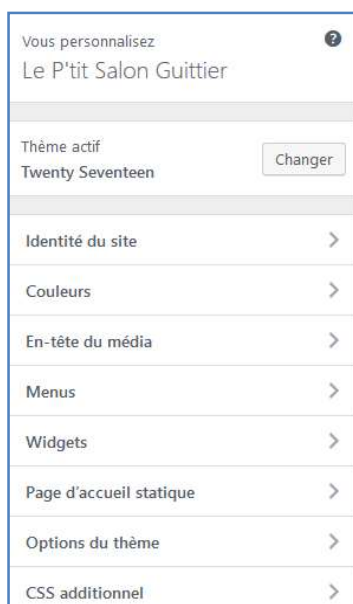 Vous personnalisez
Le P'tit Salon Guittier
Thème actif
Twenty Seventeen
Changer
Identité du site
Couleurs
En-tête du média
Menus
Widgets
Page d'accueil statique
Options du thème
CSS additionnel